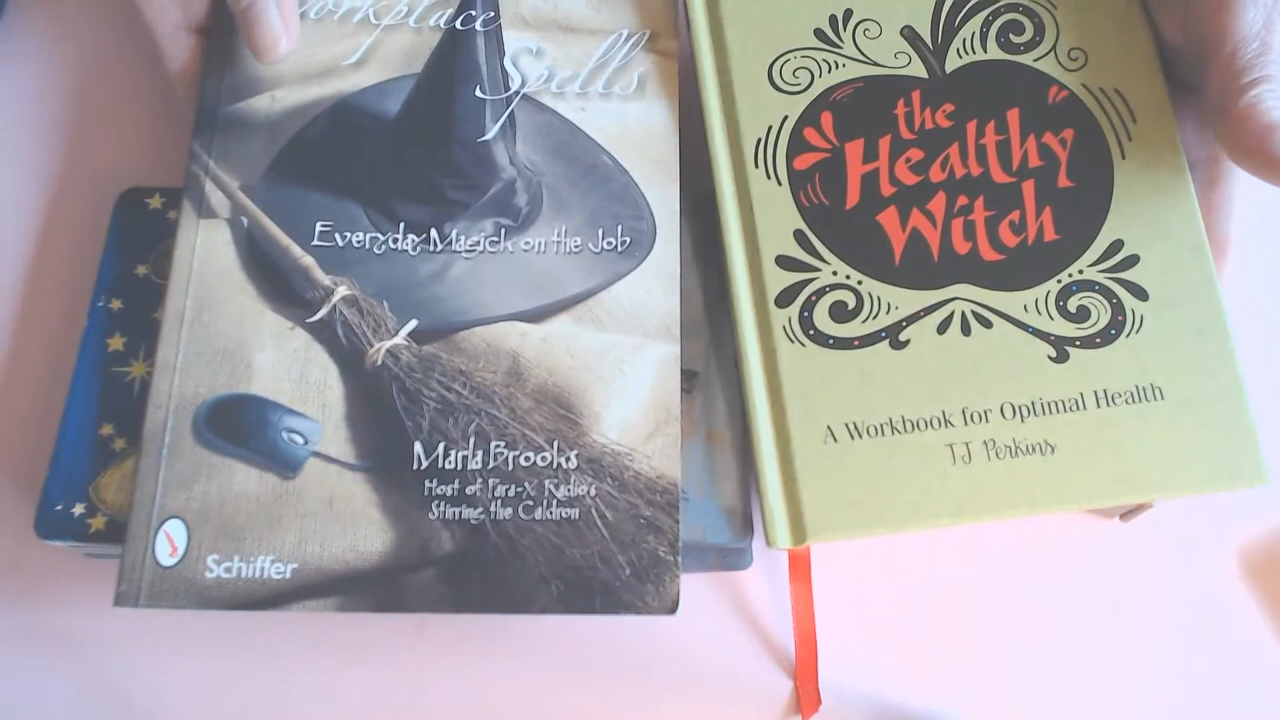 Workplace
Spells
Everyday Magick on the Job
Marla Brooks
Host of Para-X Radio's
Stirring the Caldron
Schiffer
the
Healthy
Witch
A Workbook for Optimal Health
TJ Perkins